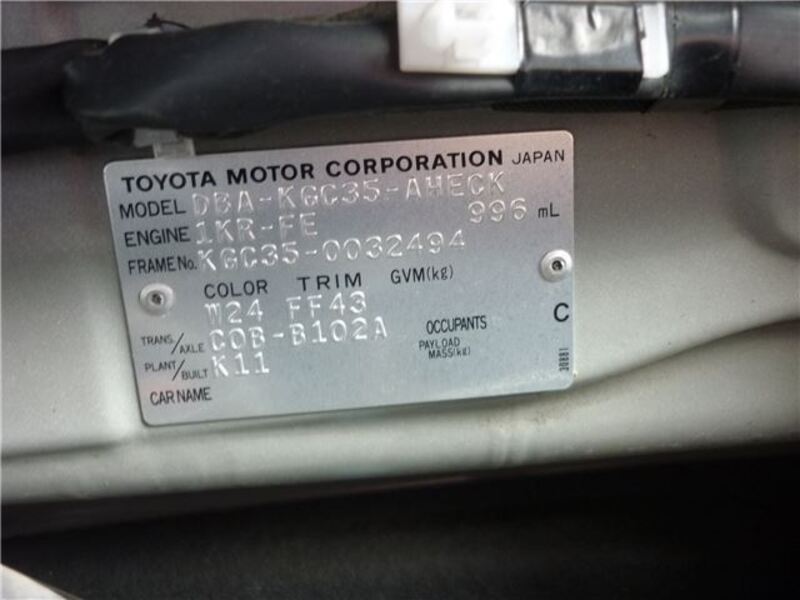 TOYOTA MOTOR CORPORATION JAPAN
MODEL DBA-KGC35-AHECK
ENGINE 1KR-FE 996 mL
FRAME No. KGC35-0032494
COLOR TRIM GVM(kg)
W24 FF43
TRANS./AXLE C0B-B102A OCCUPANTS C
PAYLOAD MASS(kg)
PLANT/BUILT K11
CAR NAME
30881